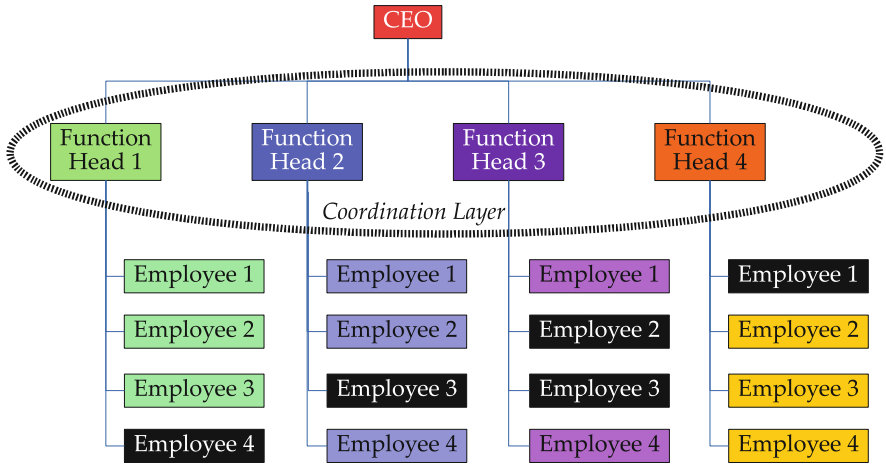 CEO
Function
Head 1
Function
Head 2
Function
Head 3
Function
Head 4
Coordination Layer
Employee 1
Employee 1
Employee 1
Employee 1
Employee 2
Employee 2
Employee 2
Employee 2
Employee 3
Employee 3
Employee 3
Employee 3
Employee 4
Employee 4
Employee 4
Employee 4